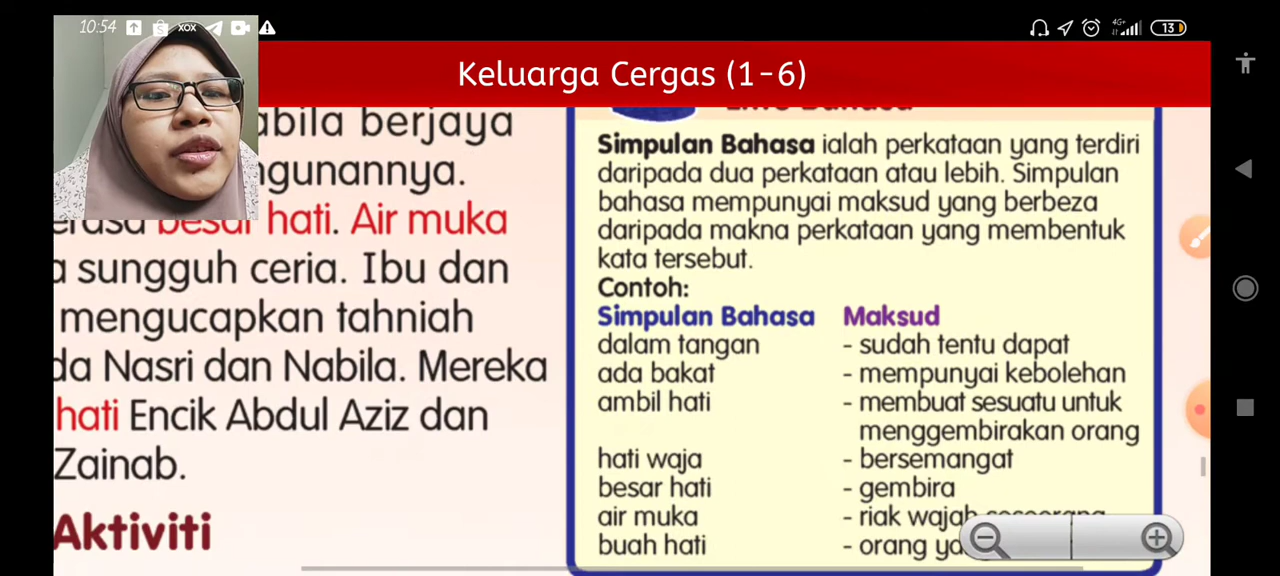 10:54
XOX
4G+
13
Keluarga Cergas (1-6)
berjaya
besar hati. Air muka
sungguh ceria. Ibu dan
mengucapkan tahniah
Nasri dan Nabila. Mereka
hati Encik Abdul Aziz dan
Zainab.
Aktiviti
Simpulan Bahasa ialah perkataan yang terdiri
daripada dua perkataan atau lebih. Simpulan
bahasa mempunyai maksud yang berbeza
daripada makna perkataan yang membentuk
kata tersebut.
Contoh:
Simpulan Bahasa Maksud
dalam tangan - sudah tentu dapat
ada bakat - mempunyai kebolehan
ambil hati - membuat sesuatu untuk
menggembirakan orang
hati waja - bersemangat
besar hati - gembira
air muka - riak wajah
buah hati - orang